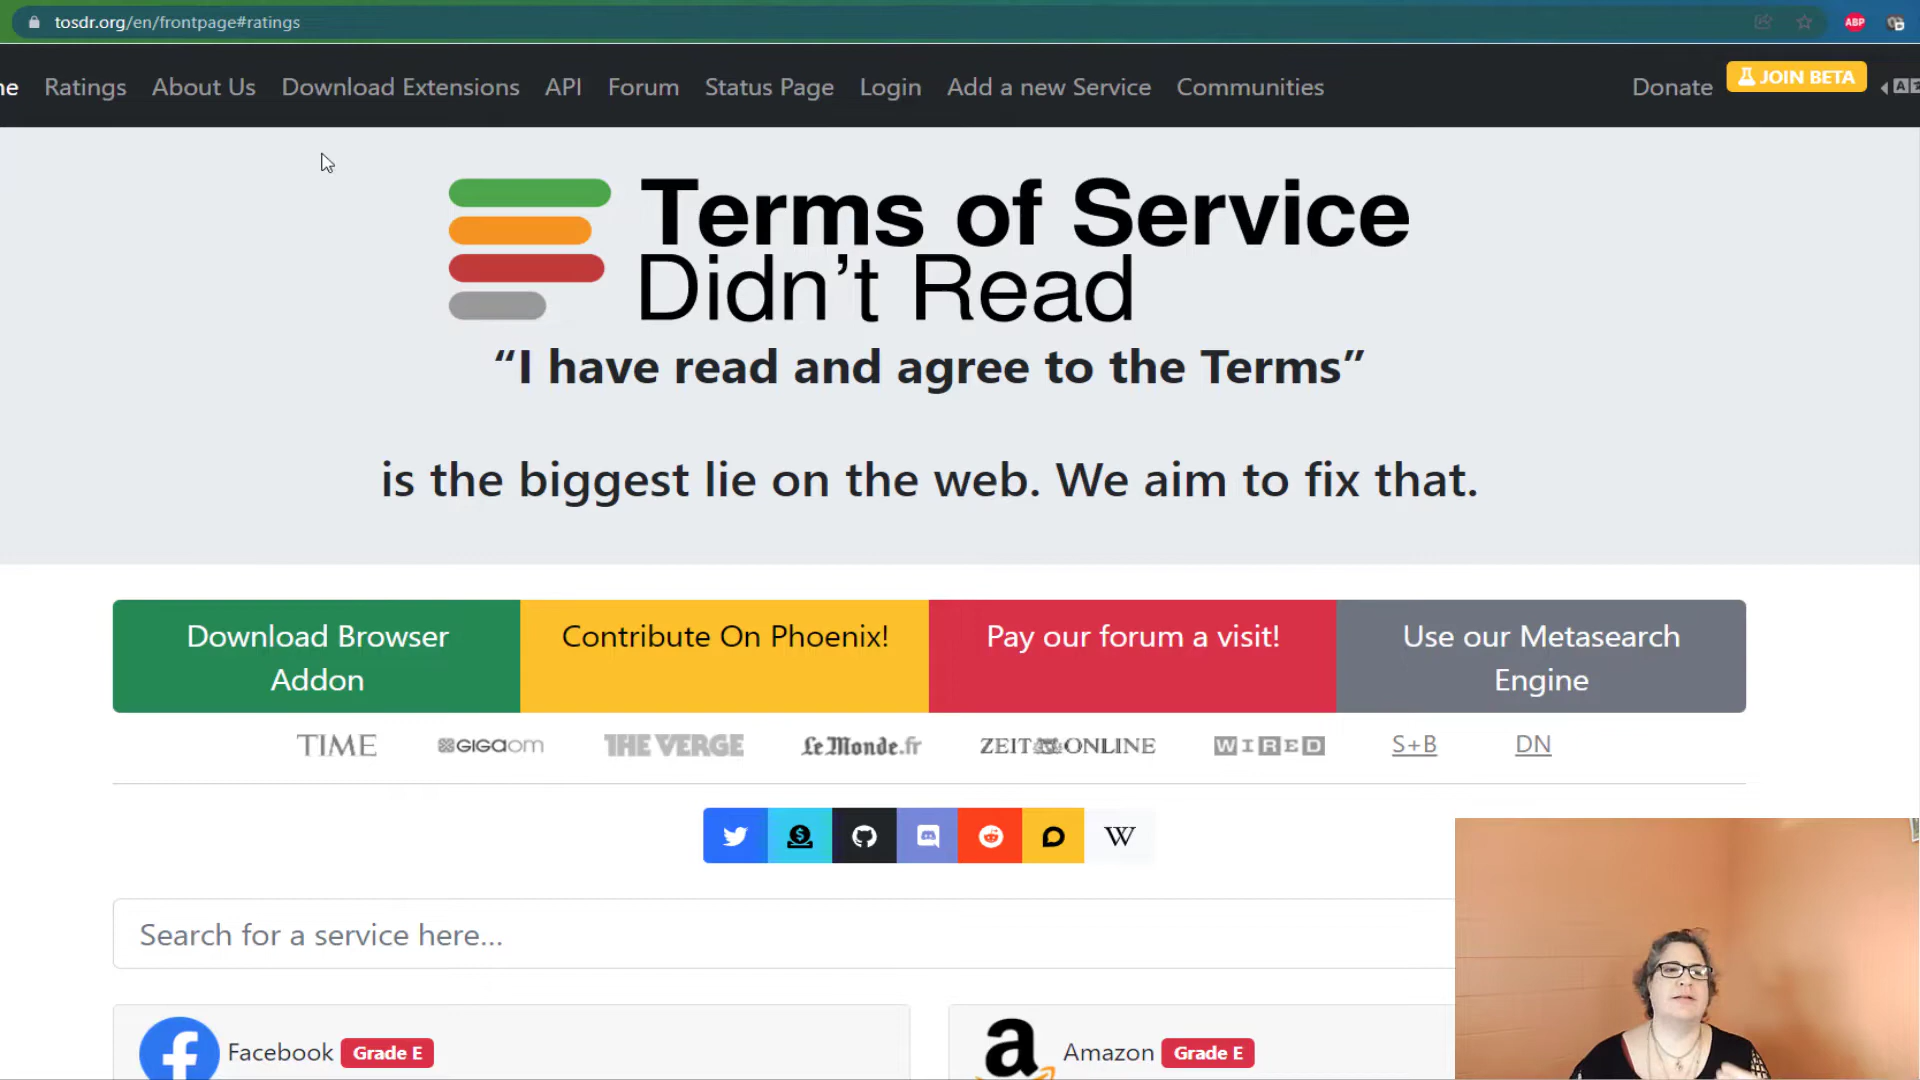 tosdr.org/en/frontpage#ratings
ABP
ne Ratings About Us Download Extensions API Forum Status Page Login Add a new Service Communities Donate JOIN BETA
Terms of Service
Didn't Read
“I have read and agree to the Terms”
is the biggest lie on the web. We aim to fix that.
Download Browser
Addon
Contribute On Phoenix!
Pay our forum a visit!
Use our Metasearch
Engine
TIME GIGAOM THE VERGE Le Monde.fr ZEIT ONLINE WIRED S+B DN
W
Search for a service here...
Facebook Grade E
a Amazon Grade E